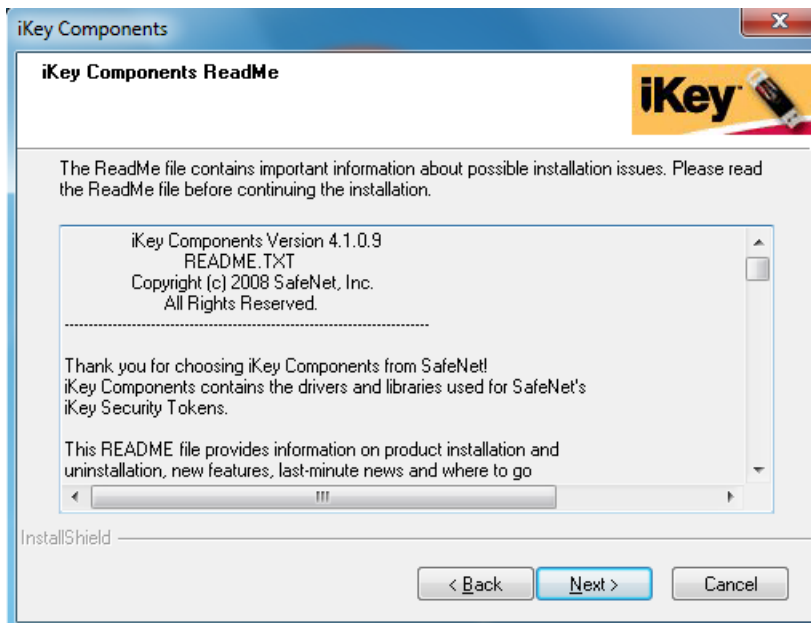 iKey Components
iKey Components ReadMe
iKey™
The ReadMe file contains important information about possible installation issues. Please read
the ReadMe file before continuing the installation.
iKey Components Version 4.1.0.9
README.TXT
Copyright (c) 2008 SafeNet, Inc.
All Rights Reserved.
-----------------------------------------------------------------------------
Thank you for choosing iKey Components from SafeNet!
iKey Components contains the drivers and libraries used for SafeNet's
iKey Security Tokens.
This README file provides information on product installation and
uninstallation, new features, last-minute news and where to go
InstallShield
< Back
Next >
Cancel